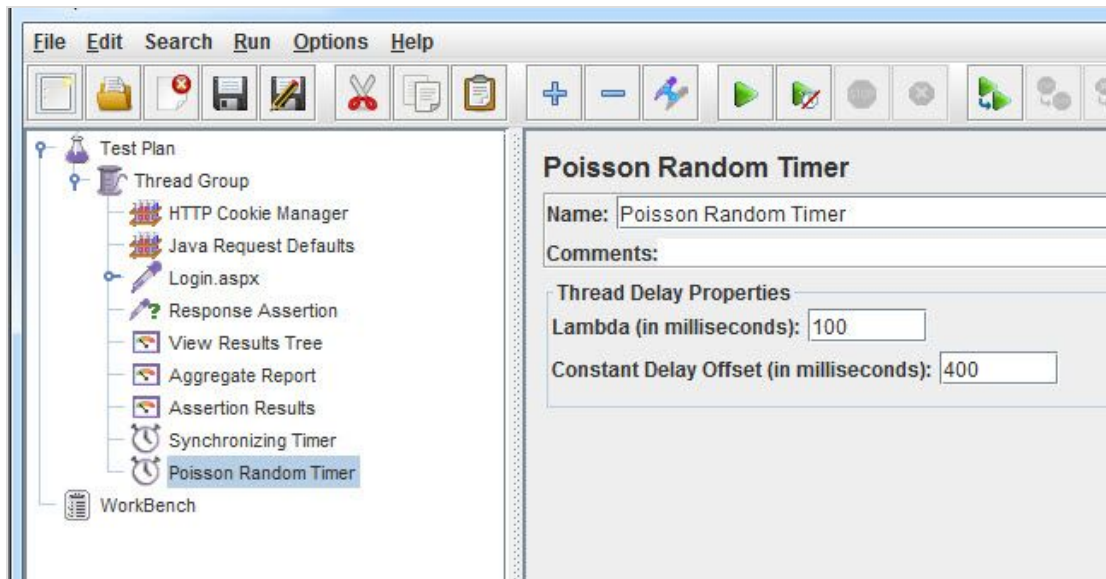 File Edit Search Run Options Help
Test Plan
Thread Group
HTTP Cookie Manager
Java Request Defaults
Login.aspx
Response Assertion
View Results Tree
Aggregate Report
Assertion Results
Synchronizing Timer
Poisson Random Timer
WorkBench
Poisson Random Timer
Name: Poisson Random Timer
Comments:
Thread Delay Properties
Lambda (in milliseconds): 100
Constant Delay Offset (in milliseconds): 400